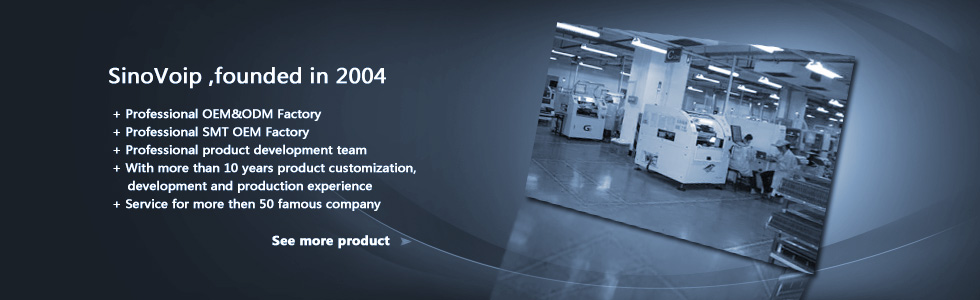 SinoVoip ,founded in 2004
+ Professional OEM&ODM Factory
+ Professional SMT OEM Factory
+ Professional product development team
+ With more than 10 years product customization,
development and production experience
+ Service for more then 50 famous company
See more product